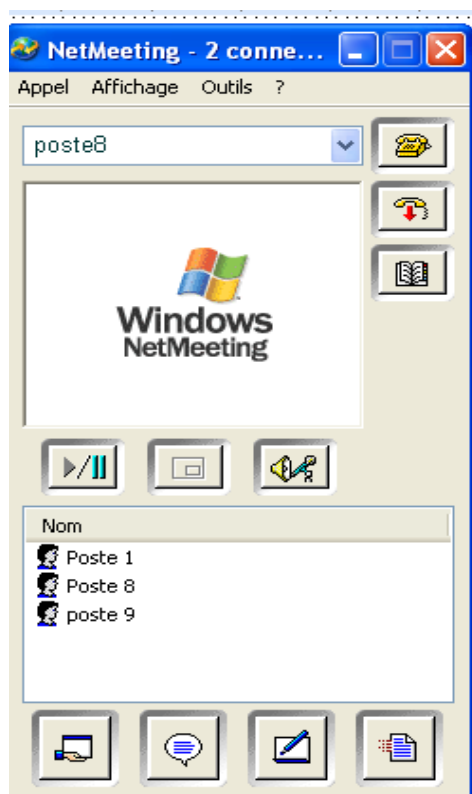 NetMeeting - 2 conne...
Appel Affichage Outils ?
poste8
Windows
NetMeeting
Nom
Poste 1
Poste 8
poste 9